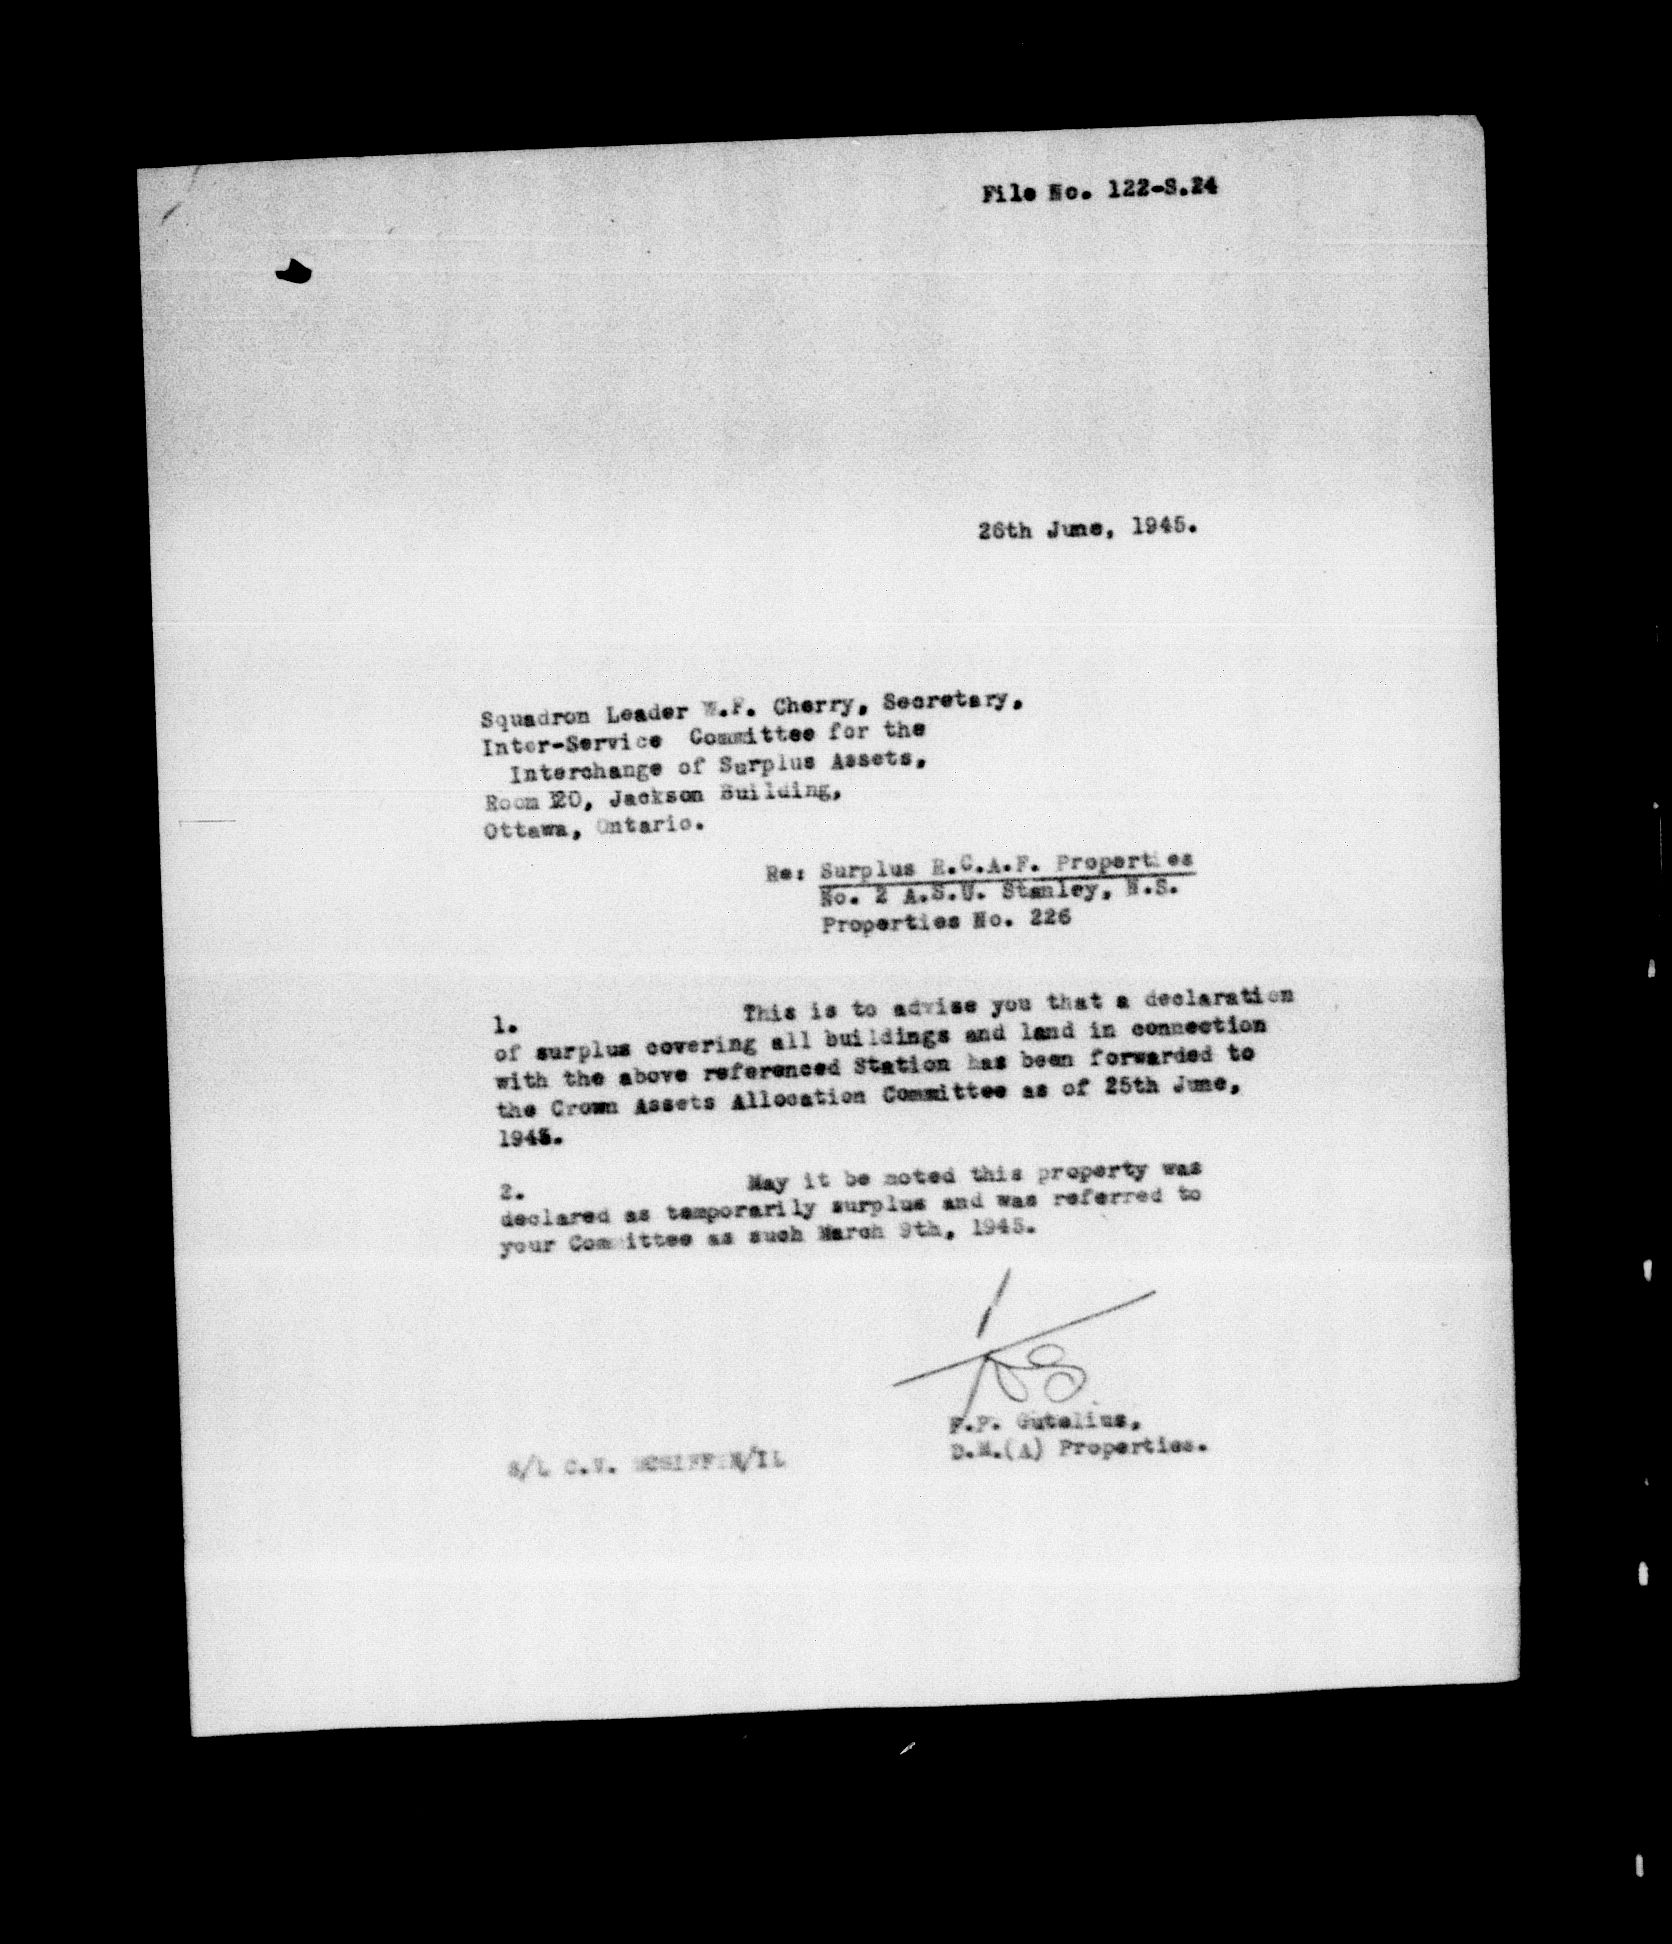 File No. 122-S.24
26th June, 1945.
Squadron Leader W.F. Cherry, Secretary,
Inter-Service Committee for the
Interchange of Surplus Assets,
Room 120, Jackson Building,
Ottawa, Ontario.
Re: Surplus R.C.A.F. Properties
No. 2 A.S.U. Stanley, N.S.
Properties No. 226
1. This is to advise you that a declaration
of surplus covering all buildings and land in connection
with the above referenced Station has been forwarded to
the Crown Assets Allocation Committee as of 25th June,
1945.
2. May it be noted this property was
declared as temporarily surplus and was referred to
your Committee as such March 9th, 1945.
F.P. Gutelius,
D.M.(A) Properties.
S/L C.V.